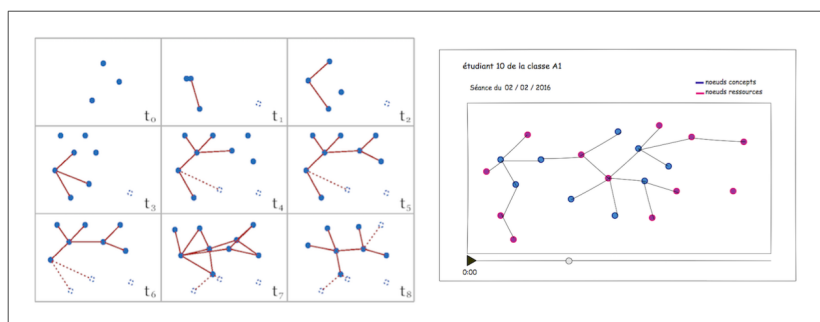 t0
t1
t2
t3
t4
t5
t6
t7
t8
étudiant 10 de la classe A1
Séance du 02 / 02 / 2016
noeuds concepts
noeuds ressources
0:00